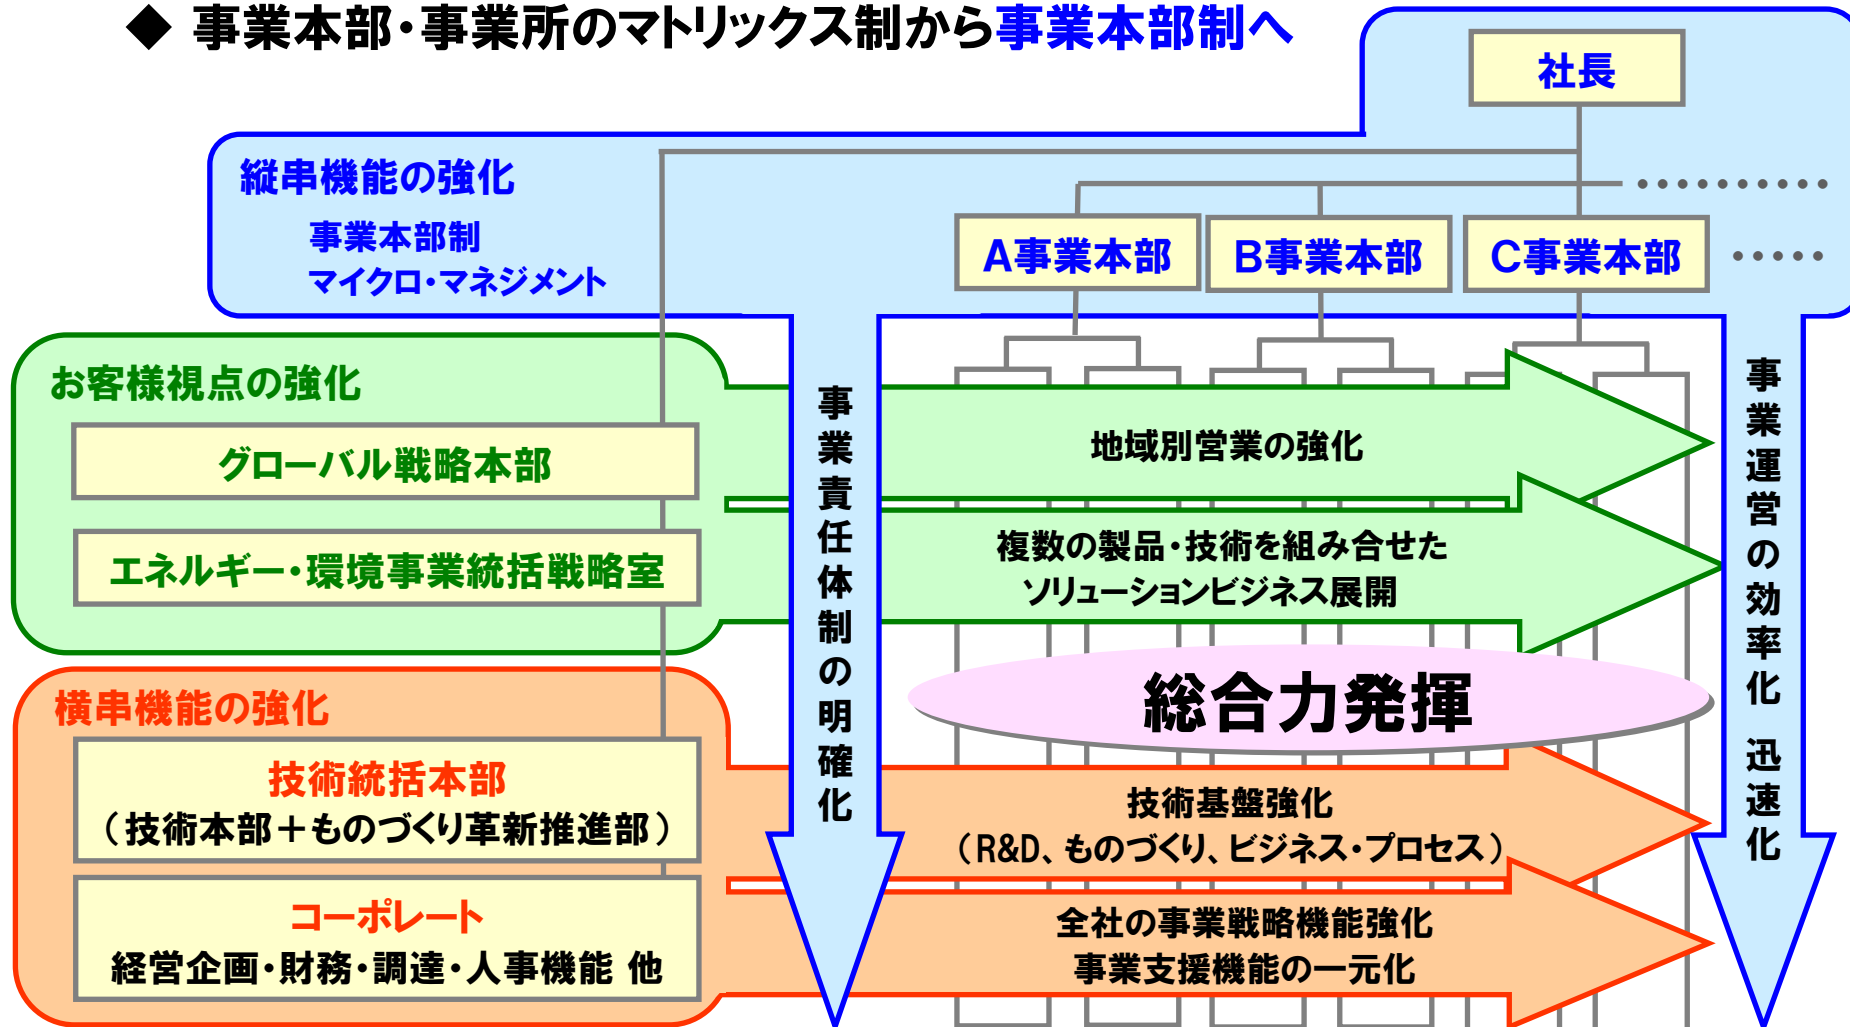 ◆ 事業本部・事業所のマトリックス制から事業本部制へ
社長
縦串機能の強化
事業本部制
マイクロ・マネジメント
A事業本部
B事業本部
C事業本部
お客様視点の強化
グローバル戦略本部
エネルギー・環境事業統括戦略室
地域別営業の強化
複数の製品・技術を組み合せた
ソリューションビジネス展開
事業責任体制の明確化
事業運営の効率化 迅速化
総合力発揮
横串機能の強化
技術統括本部
（技術本部＋ものづくり革新推進部）
コーポレート
経営企画・財務・調達・人事機能 他
技術基盤強化
（R&D、ものづくり、ビジネス・プロセス）
全社の事業戦略機能強化
事業支援機能の一元化